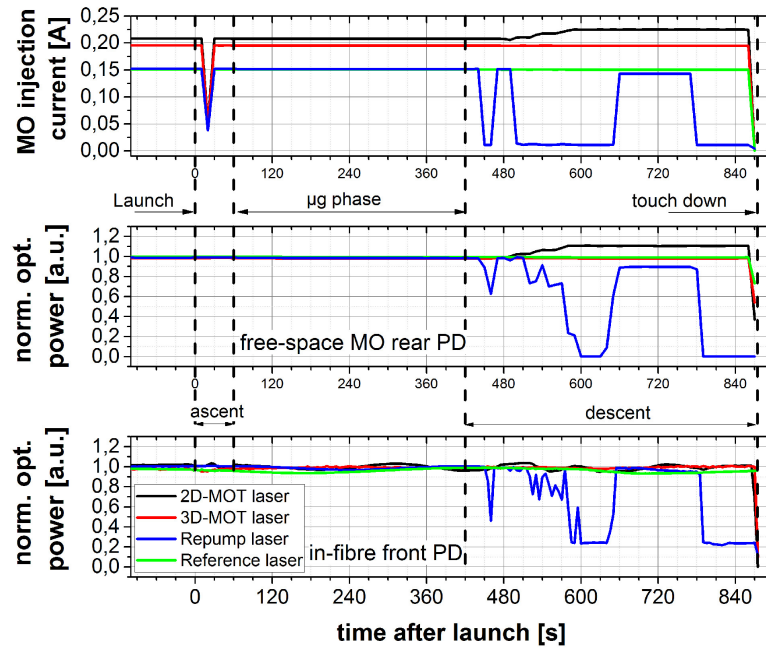 MO injection
current [A]
0,25
0,20
0,15
0,10
0,05
0,00
0 120 240 360 480 600 720 840
Launch
µg phase
touch down
norm. opt.
power [a.u.]
1,2
1,0
0,8
0,6
0,4
0,2
0,0
free-space MO rear PD
0 120 240 360 480 600 720 840
ascent
descent
norm. opt.
power [a.u.]
1,2
1,0
0,8
0,6
0,4
0,2
0,0
2D-MOT laser
3D-MOT laser
Repump laser
Reference laser
in-fibre front PD
0 120 240 360 480 600 720 840
time after launch [s]